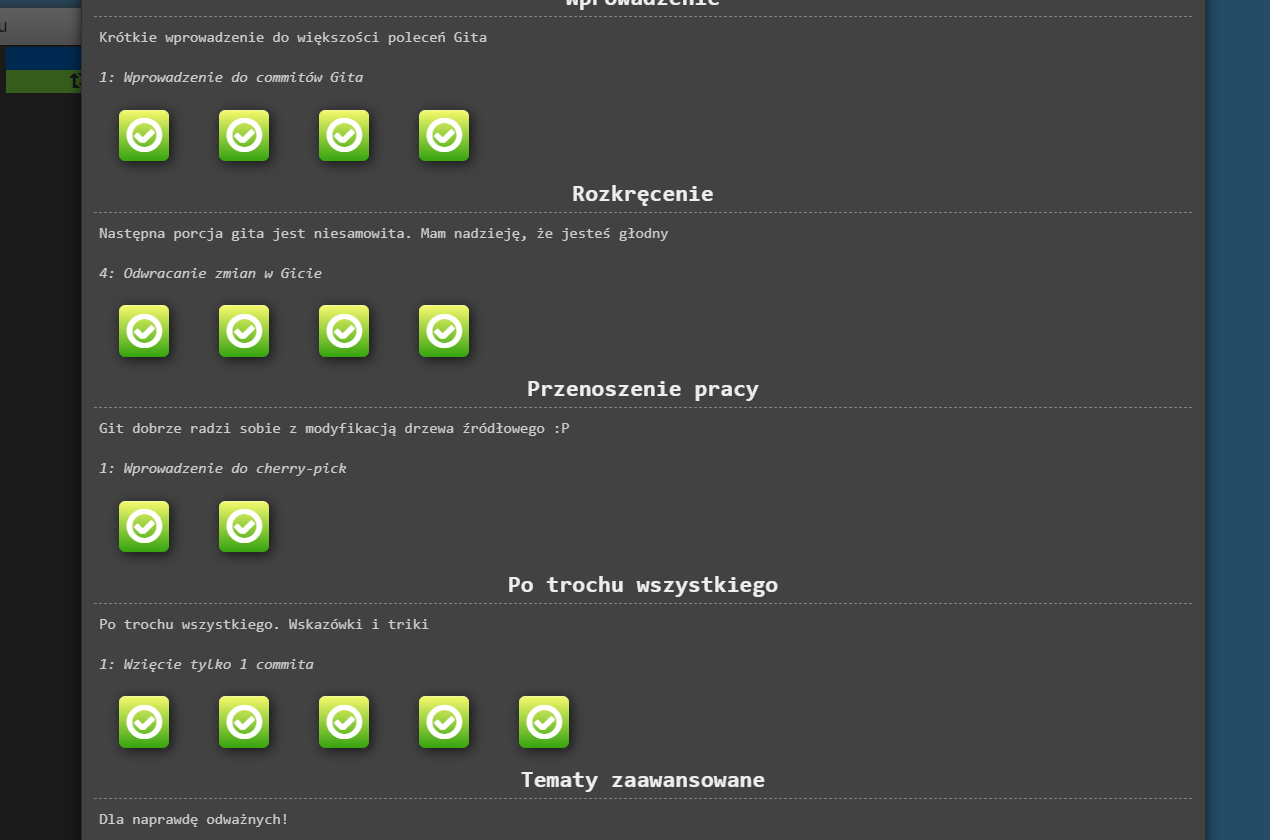 Wprowadzenie
u
Krótkie wprowadzenie do większości poleceń Gita
1: Wprowadzenie do commitów Gita
Rozkręcenie
Następna porcja gita jest niesamowita. Mam nadzieję, że jesteś głodny
4: Odwracanie zmian w Gicie
Przenoszenie pracy
Git dobrze radzi sobie z modyfikacją drzewa źródłowego :P
1: Wprowadzenie do cherry-pick
Po trochu wszystkiego
Po trochu wszystkiego. Wskazówki i triki
1: Wzięcie tylko 1 commita
Tematy zaawansowane
Dla naprawdę odważnych!